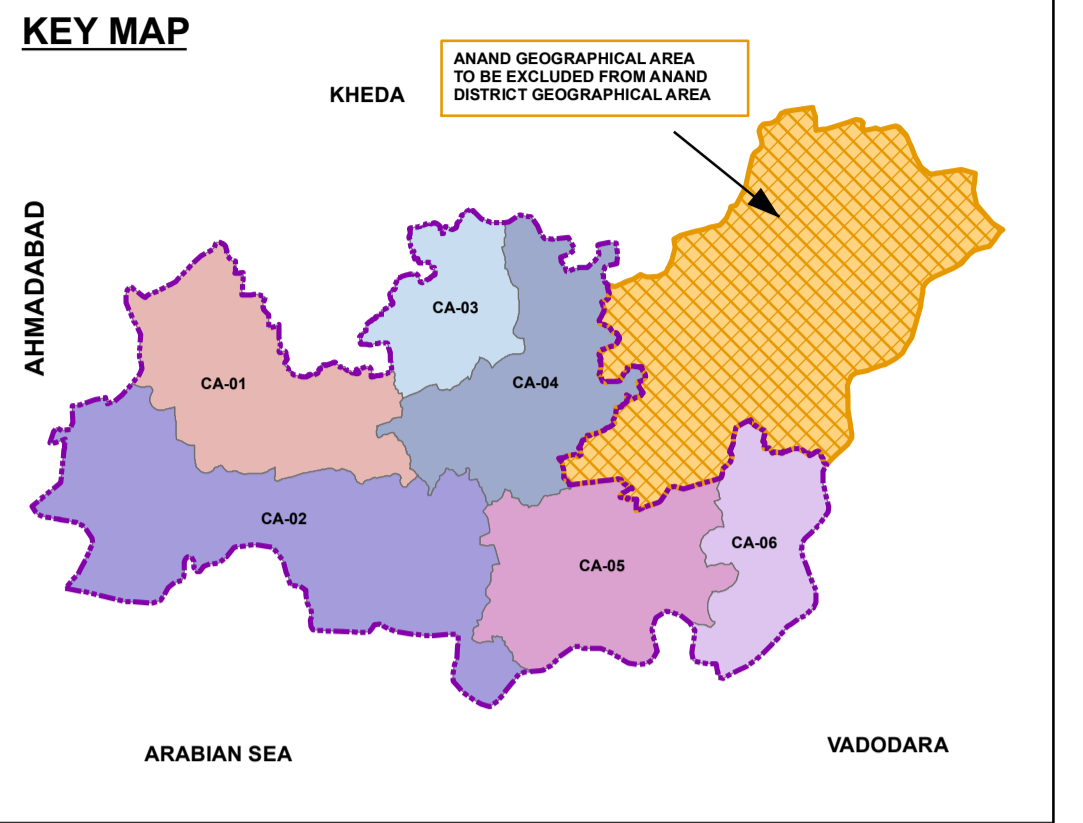 KEY MAP
ANAND GEOGRAPHICAL AREA
TO BE EXCLUDED FROM ANAND
DISTRICT GEOGRAPHICAL AREA
KHEDA
AHMADABAD
CA-03
CA-01
CA-04
CA-02
CA-06
CA-05
ARABIAN SEA
VADODARA